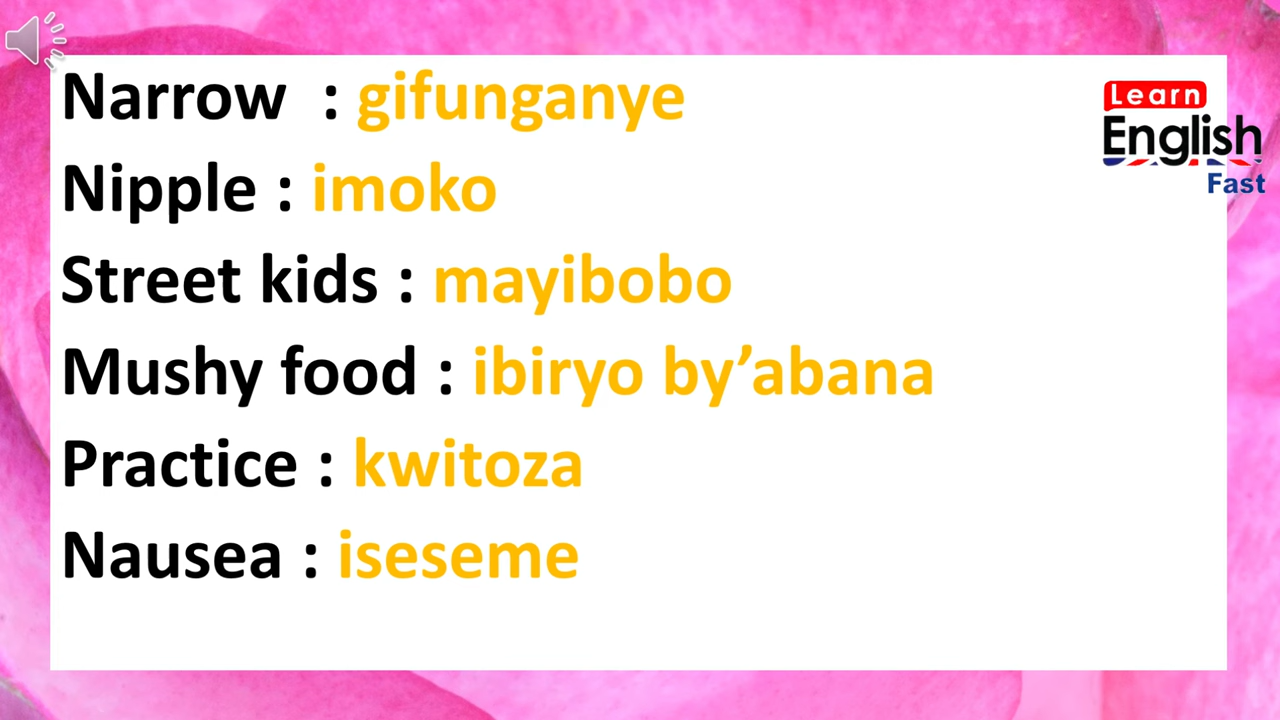 Narrow : gifunganye
Nipple : imoko
Street kids : mayibobo
Mushy food : ibiryo by’abana
Practice : kwitoza
Nausea : iseseme
Learn
English
Fast